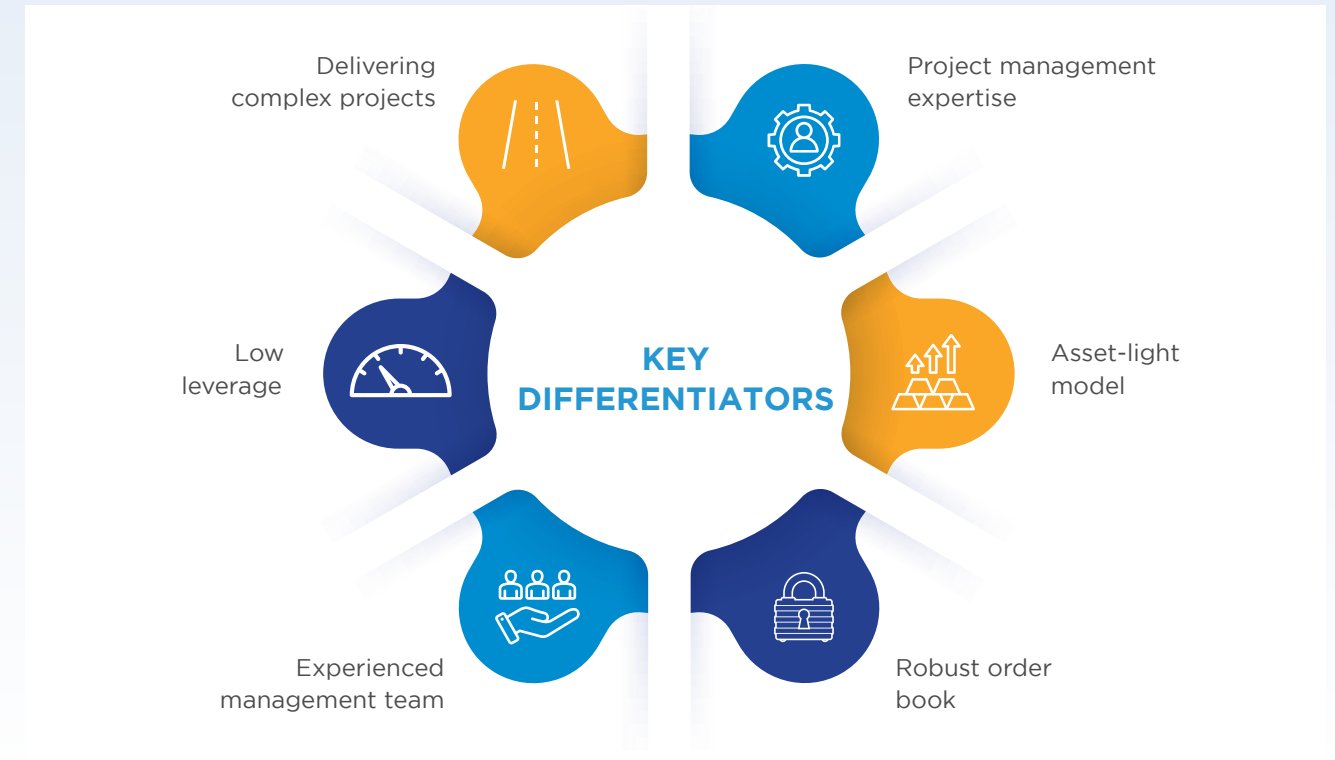 Delivering
complex projects
Project management
expertise
Low
leverage
KEY
DIFFERENTIATORS
Asset-light
model
Experienced
management team
Robust order
book